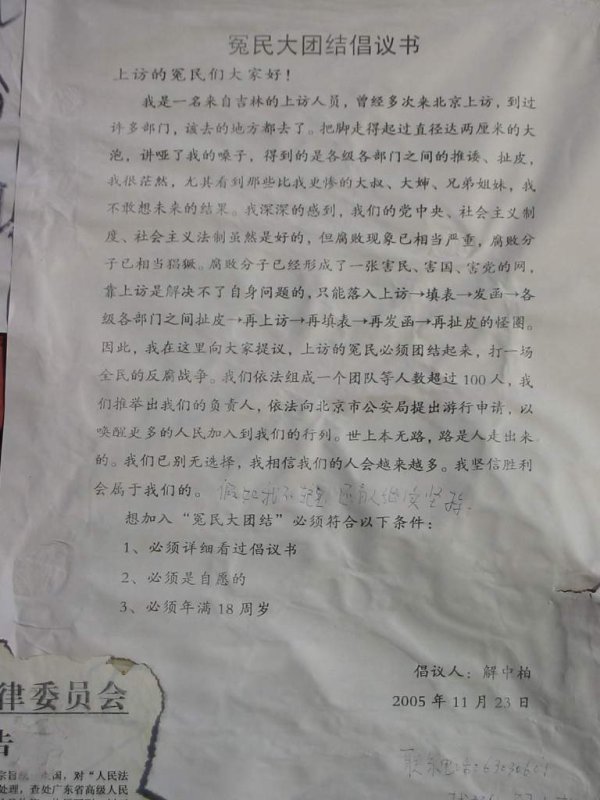 冤民大团结倡议书
上访的冤民们大家好！
我是一名来自吉林的上访人员，曾经多次来北京上访，到过
许多部门，该去的地方都去了。把脚走得起过直径达两厘米的大
泡，讲哑了我的嗓子，得到的是各级各部门之间的推诿、扯皮，
我很茫然，尤其看到那些比我更惨的大叔、大婶、兄弟姐妹，我
不敢想未来的结果。我深深的感到，我们的党中央、社会主义制
度、社会主义法制虽然是好的，但腐败现象已相当严重，腐败分
子已相当猖獗。腐败分子已经形成了一张害民、害国、害党的网，
靠上访是解决不了自身问题的，只能落入上访→填表→发函→各
级各部门之间扯皮→再上访→再填表→再发函→再扯皮的怪圈。
因此，我在这里向大家提议，上访的冤民必须团结起来，打一场
全民的反腐战争。我们依法组成一个团队等人数超过 100 人，我
们推举出我们的负责人，依法向北京市公安局提出游行申请，以
唤醒更多的人民加入到我们的行列。世上本无路，路是人走出来
的。我们已别无选择，我相信我们的人会越来越多。我坚信胜利
会属于我们的。
想加入“冤民大团结”必须符合以下条件：
1、必须详细看过倡议书
2、必须是自愿的
3、必须年满 18 周岁
倡议人：解中柏
2005 年 11 月 23 日
律委员会
告
国，对“人民法
处理，查处广东省高级人民